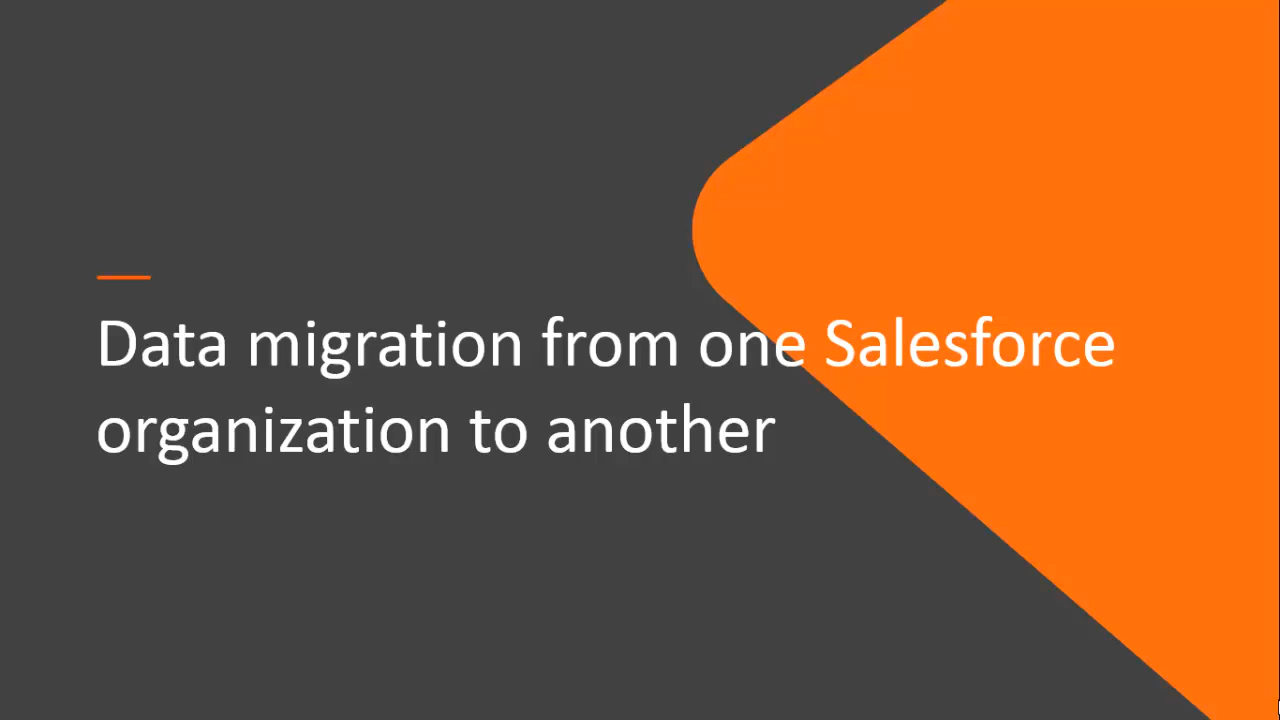 Data migration from one Salesforce
organization to another